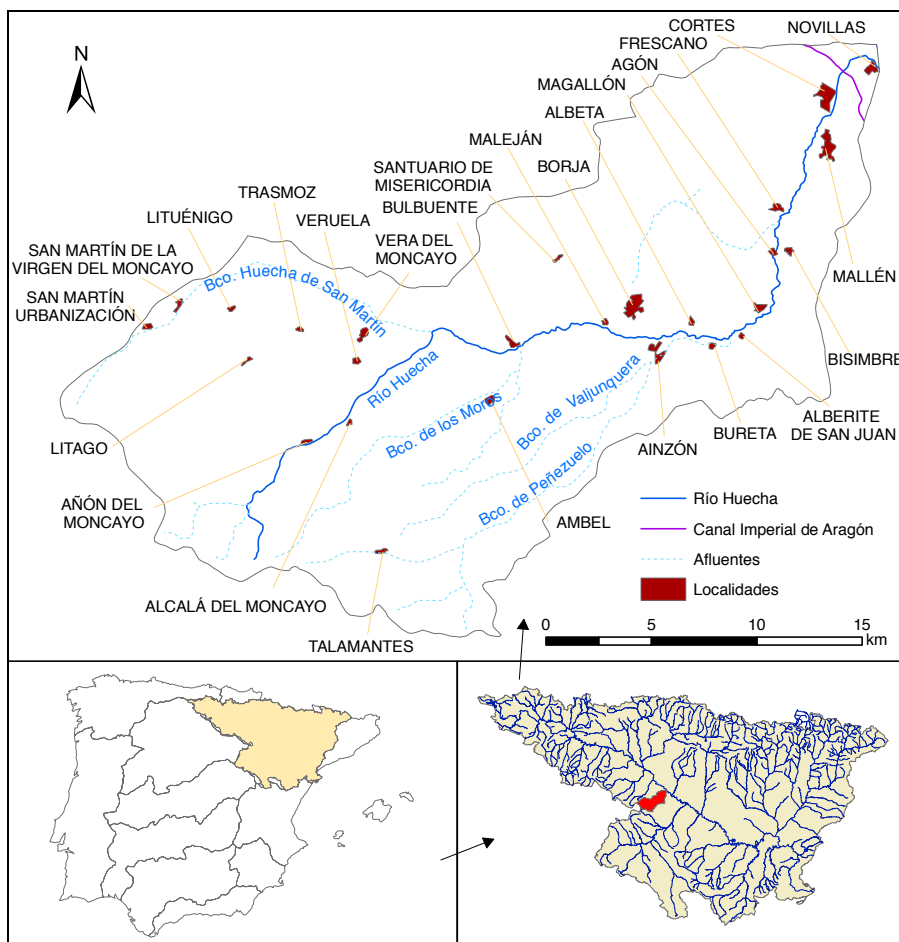 CORTES
NOVILLAS
FRESCANO
AGÓN
MAGALLÓN
ALBETA
MALEJÁN
BORJA
SANTUARIO DE
MISERICORDIA
BULBUENTE
TRASMOZ
LITUÉNIGO
VERUELA
VERA DEL
MONCAYO
SAN MARTÍN DE LA
VIRGEN DEL MONCAYO
SAN MARTÍN
URBANIZACIÓN
N
Bco. Huecha de San Martín
Río Huecha
Bco. de los Moros
Bco. de Valjunquera
Bco. de Peñezuelo
MALLÉN
BISIMBRE
ALBERITE
DE SAN JUAN
BURETA
AINZÓN
LITAGO
AÑÓN DEL
MONCAYO
AMBEL
ALCALÁ DEL MONCAYO
TALAMANTES
Río Huecha
Canal Imperial de Aragón
Afluentes
Localidades
0 5 10 15
km